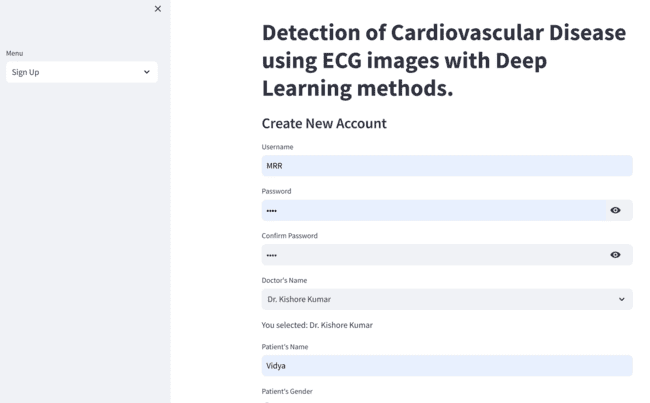 Menu
Sign Up
Detection of Cardiovascular Disease
using ECG images with Deep
Learning methods.
Create New Account
Username
MRR
Password
••••
Confirm Password
••••
Doctor's Name
Dr. Kishore Kumar
You selected: Dr. Kishore Kumar
Patient's Name
Vidya
Patient's Gender